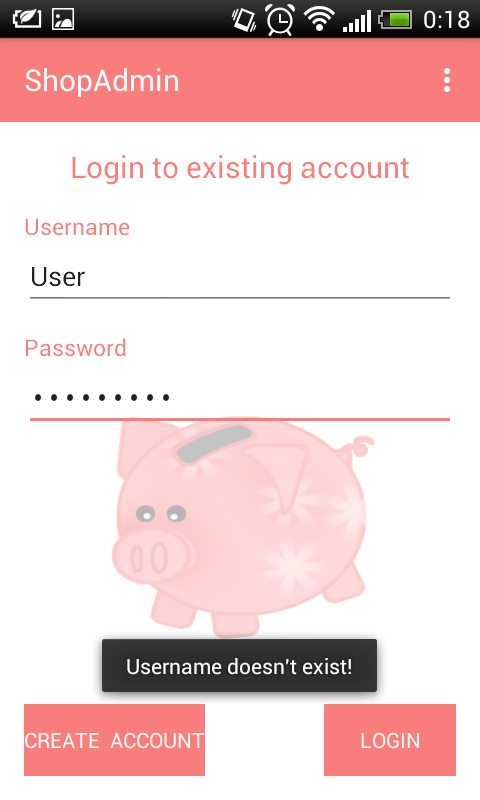 0:18
ShopAdmin
Login to existing account
Username
User
Password
•••••••••
Username doesn't exist!
CREATE ACCOUNT
LOGIN